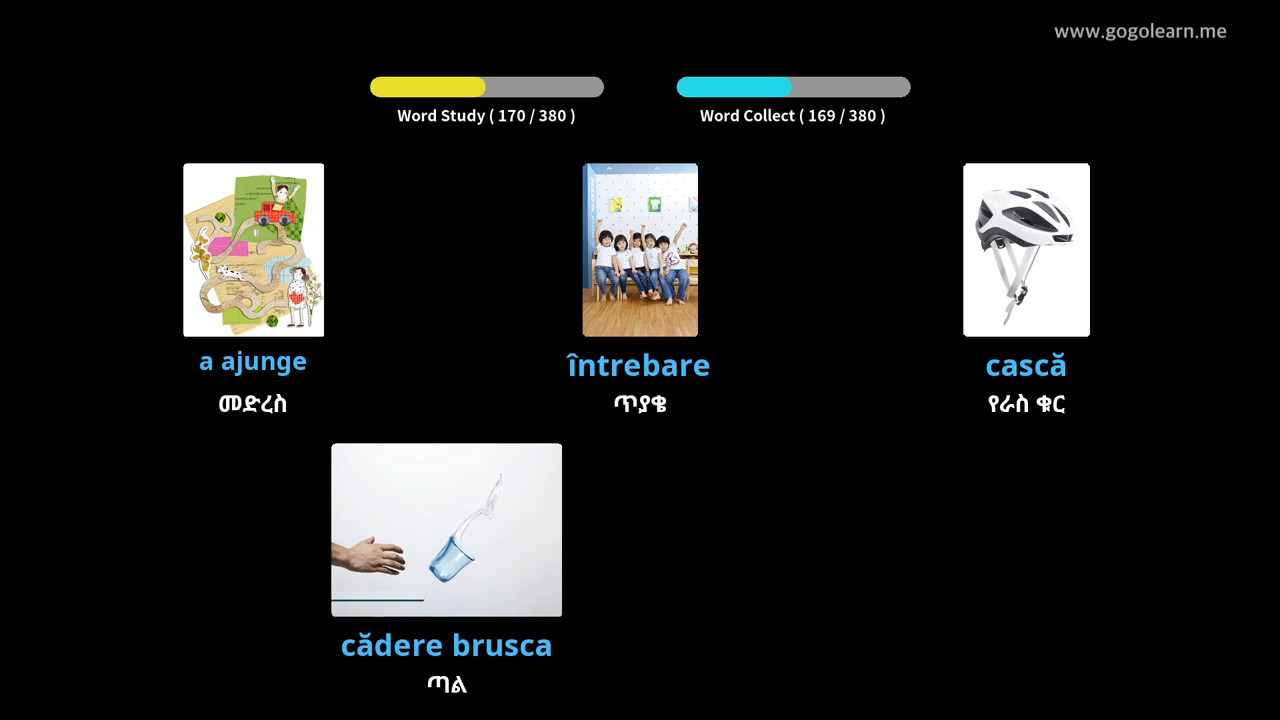 www.gogolearn.me
Word Study ( 170 / 380 )
Word Collect ( 169 / 380 )
a ajunge
መድረስ
întrebare
ጥያቄ
cască
የራስ ቁር
cădere brusca
ጣል